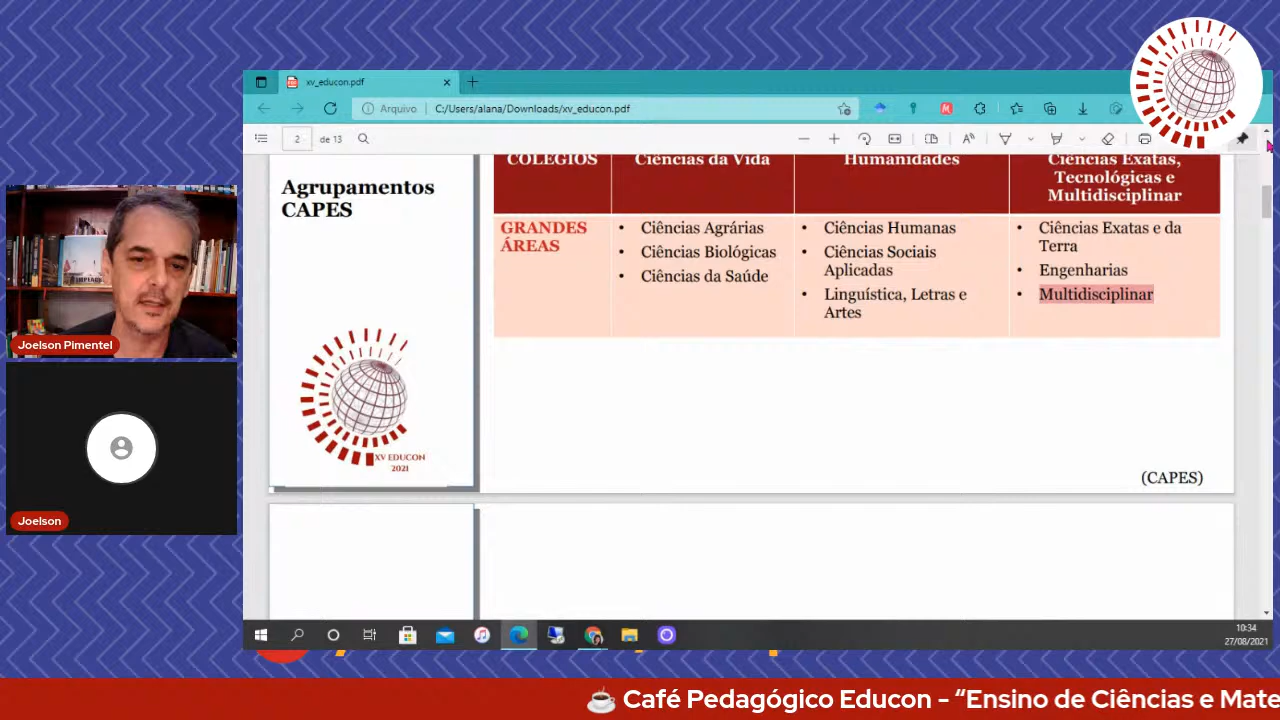 xv_educon.pdf
Arquivo
C:/Users/alana/Downloads/xv_educon.pdf
2
de 13
Agrupamentos
CAPES
COLÉGIOS
Ciências da Vida
Humanidades
Ciências Exatas,
Tecnológicas e
Multidisciplinar
GRANDES
ÁREAS
• Ciências Agrárias
• Ciências Biológicas
• Ciências da Saúde
• Ciências Humanas
• Ciências Sociais
Aplicadas
• Linguística, Letras e
Artes
• Ciências Exatas e da
Terra
• Engenharias
• Multidisciplinar
XV EDUCON
2021
(CAPES)
Joelson Pimentel
Joelson
10:34
27/08/2021
☕ Café Pedagógico Educon - “Ensino de Ciências e Mate